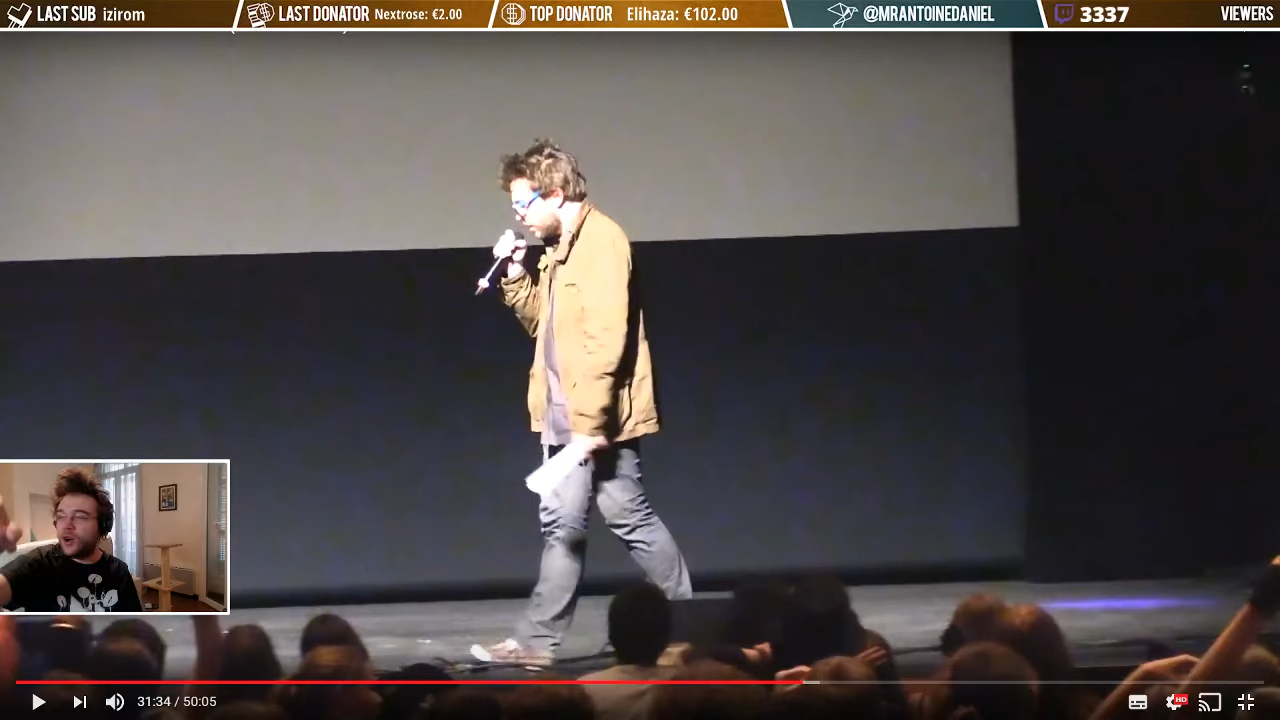 LAST SUB izirom
LAST DONATOR Nextrose: €2.00
TOP DONATOR Elihaza: €102.00
@MRANTOINEDANIEL
3337 VIEWERS
31:34 / 50:05
HD